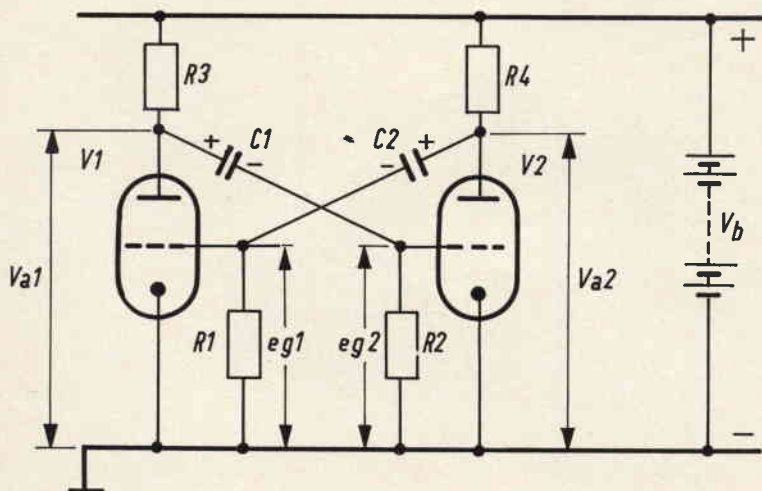 +
R3
R4
+ C1
-
C2 +
-
V1
V2
Vb
Va1
Va2
R1
eg1
eg2
R2
-